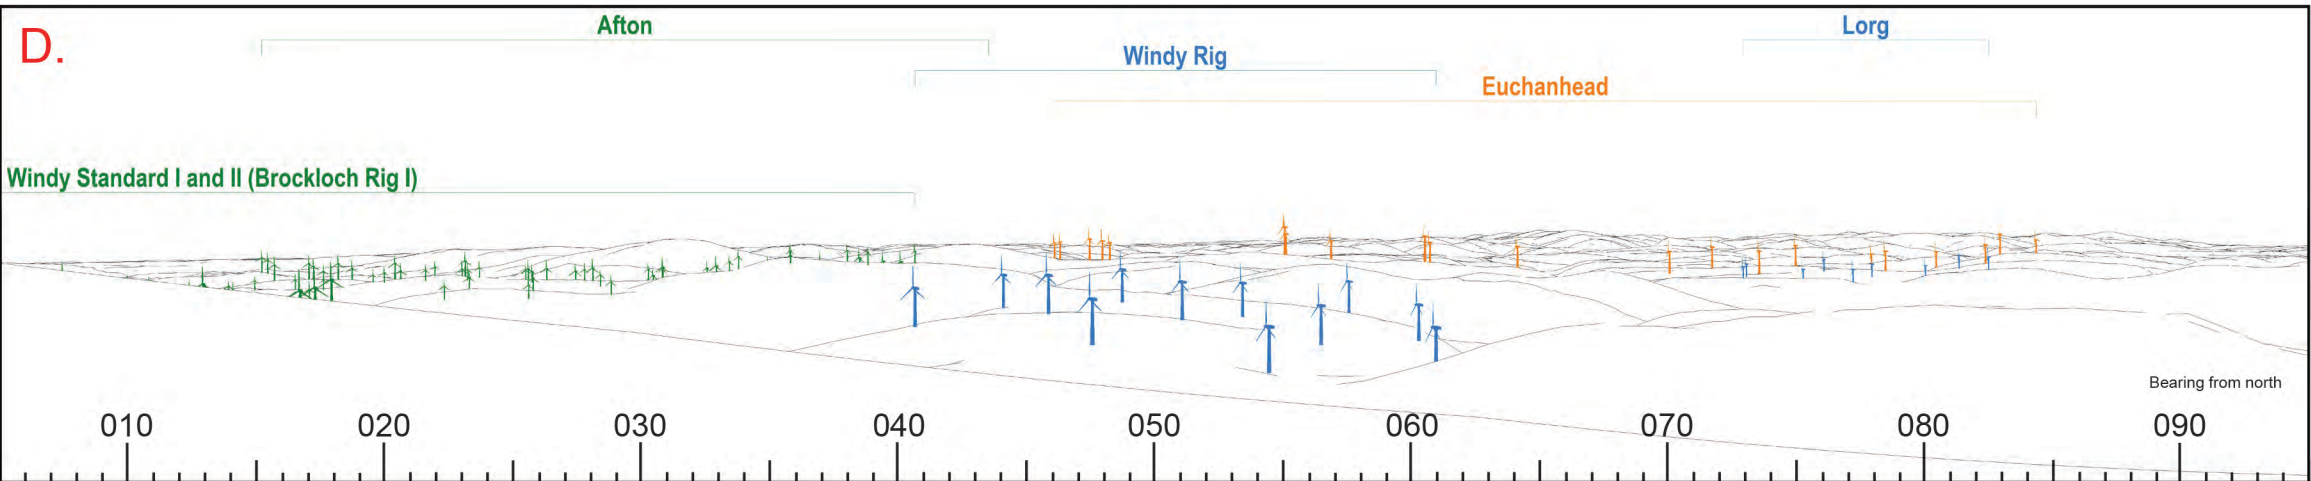 D.
Afton
Lorg
Windy Rig
Euchanhead
Windy Standard I and II (Brockloch Rig I)
Bearing from north
010 020 030 040 050 060 070 080 090